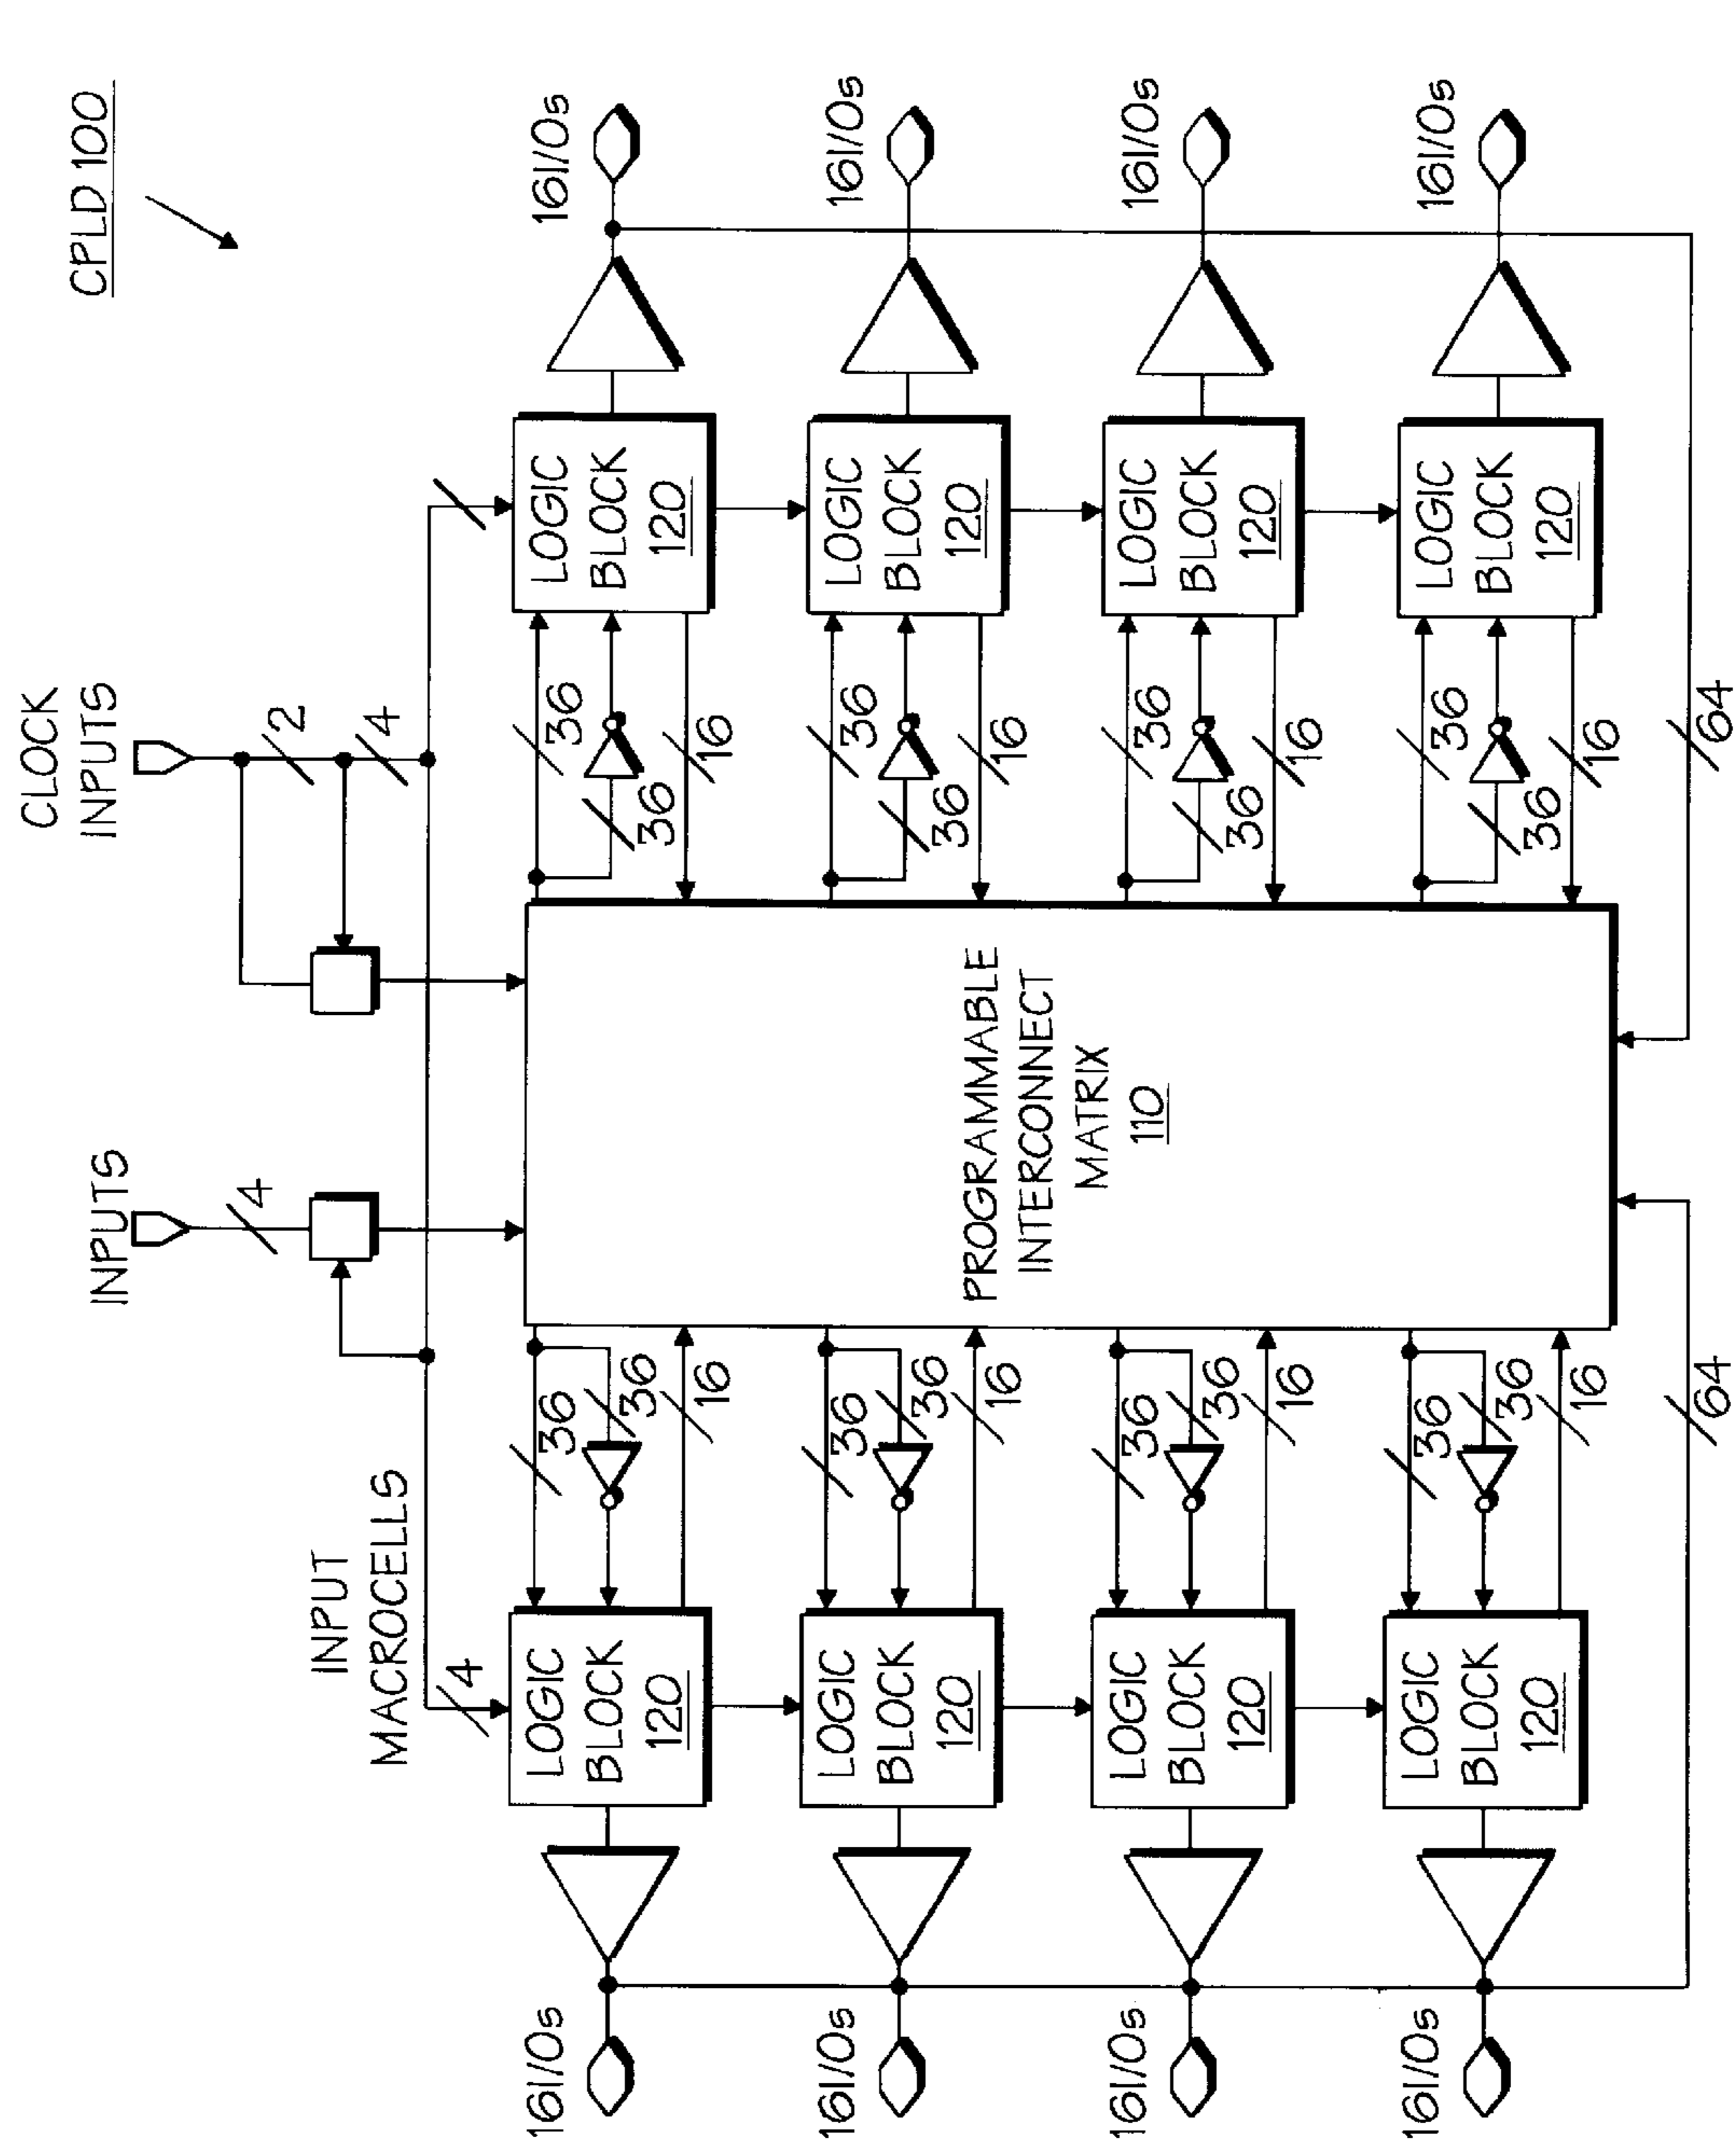 CPLD 100
INPUTS
CLOCK
INPUTS
4
2
4
INPUT
MACROCELLS
4
16I/Os
LOGIC
BLOCK
120
36
36
16
36
36
16
LOGIC
BLOCK
120
16I/Os
16I/Os
LOGIC
BLOCK
120
36
36
16
36
36
16
LOGIC
BLOCK
120
16I/Os
PROGRAMMABLE
INTERCONNECT
MATRIX
110
16I/Os
LOGIC
BLOCK
120
36
36
16
36
36
16
LOGIC
BLOCK
120
16I/Os
16I/Os
LOGIC
BLOCK
120
36
36
16
36
36
16
LOGIC
BLOCK
120
16I/Os
64
64